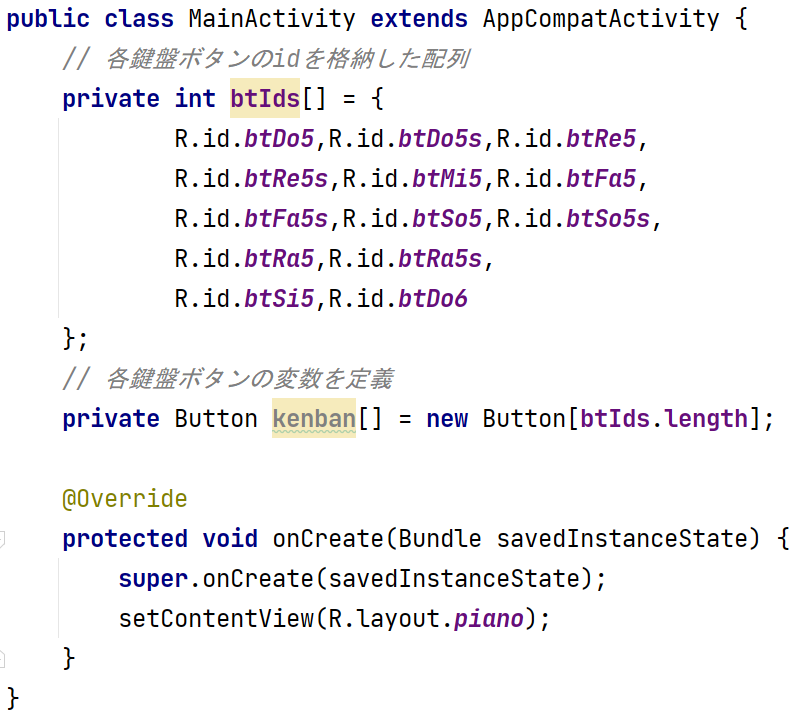 public class MainActivity extends AppCompatActivity {
    // 各鍵盤ボタンのidを格納した配列
    private int btIds[] = {
            R.id.btDo5,R.id.btDo5s,R.id.btRe5,
            R.id.btRe5s,R.id.btMi5,R.id.btFa5,
            R.id.btFa5s,R.id.btSo5,R.id.btSo5s,
            R.id.btRa5,R.id.btRa5s,
            R.id.btSi5,R.id.btDo6
    };
    // 各鍵盤ボタンの変数を定義
    private Button kenban[] = new Button[btIds.length];

    @Override
    protected void onCreate(Bundle savedInstanceState) {
        super.onCreate(savedInstanceState);
        setContentView(R.layout.piano);
    }
}